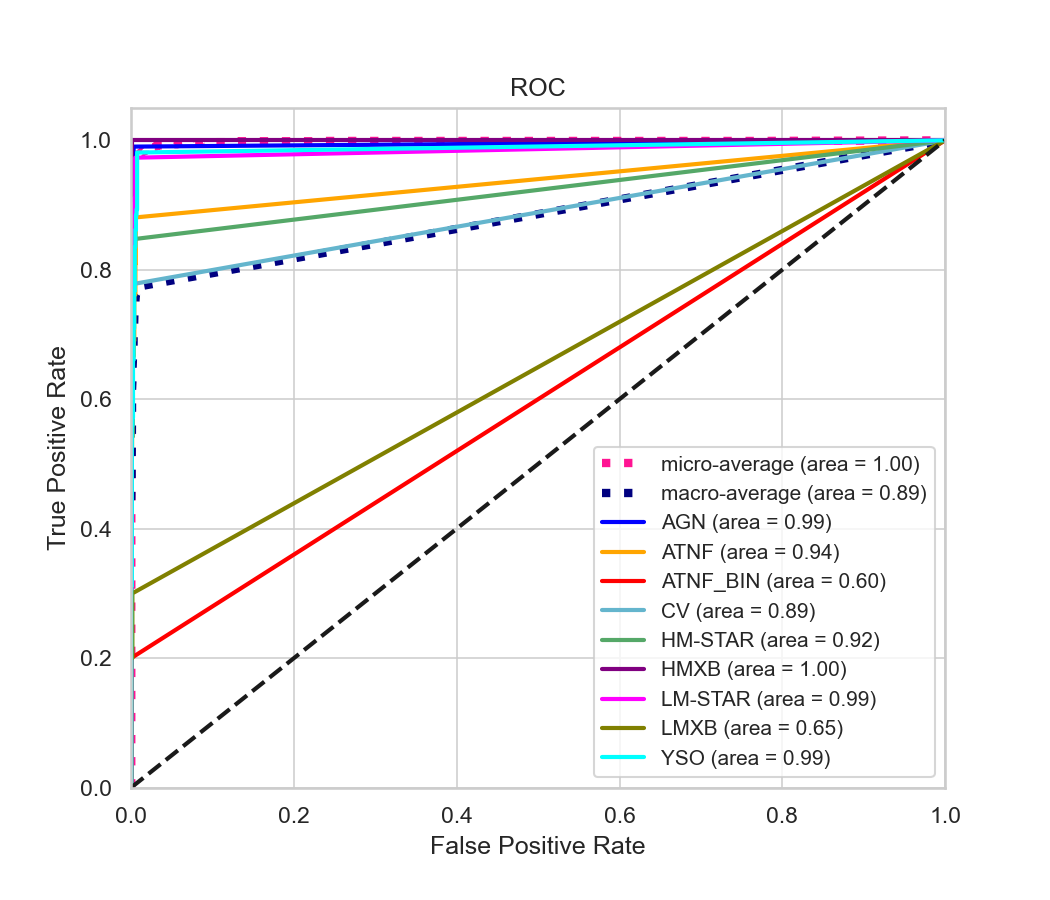 ROC
1.0
0.8
0.6
0.4
0.2
0.0
True Positive Rate
micro-average (area = 1.00)
macro-average (area = 0.89)
AGN (area = 0.99)
ATNF (area = 0.94)
ATNF_BIN (area = 0.60)
CV (area = 0.89)
HM-STAR (area = 0.92)
HMXB (area = 1.00)
LM-STAR (area = 0.99)
LMXB (area = 0.65)
YSO (area = 0.99)
0.0 0.2 0.4 0.6 0.8 1.0
False Positive Rate